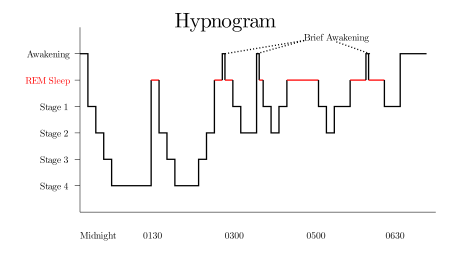 Hypnogram
Brief Awakening
Awakening
REM Sleep
Stage 1
Stage 2
Stage 3
Stage 4
Midnight 0130 0300 0500 0630